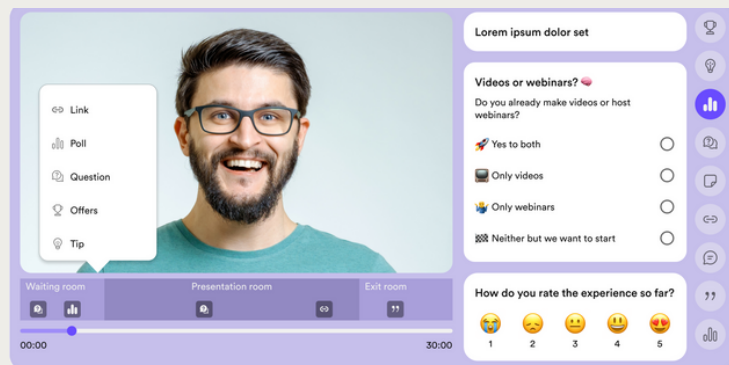 Link
Poll
Question
Offers
Tip
Waiting room
Presentation room
Exit room
00:00
30:00
Lorem ipsum dolor set
Videos or webinars? 🧠
Do you already make videos or host
webinars?
🚀 Yes to both
📺 Only videos
🤷 Only webinars
🏁 Neither but we want to start
How do you rate the experience so far?
1 2 3 4 5